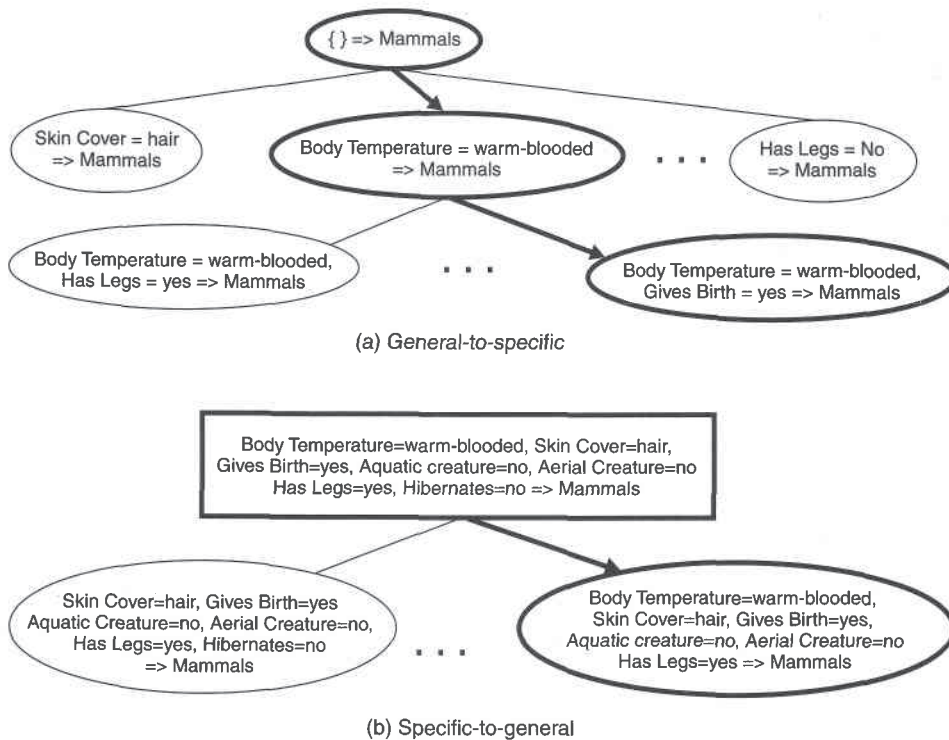 { } => Mammals
Skin Cover = hair
=> Mammals
Body Temperature = warm-blooded
=> Mammals
. . .
Has Legs = No
=> Mammals
Body Temperature = warm-blooded,
Has Legs = yes => Mammals
. . .
Body Temperature = warm-blooded,
Gives Birth = yes => Mammals
(a) General-to-specific
Body Temperature=warm-blooded, Skin Cover=hair,
Gives Birth=yes, Aquatic creature=no, Aerial Creature=no
Has Legs=yes, Hibernates=no => Mammals
Skin Cover=hair, Gives Birth=yes
Aquatic Creature=no, Aerial Creature=no,
Has Legs=yes, Hibernates=no
=> Mammals
. . .
Body Temperature=warm-blooded,
Skin Cover=hair, Gives Birth=yes,
Aquatic creature=no, Aerial Creature=no
Has Legs=yes => Mammals
(b) Specific-to-general